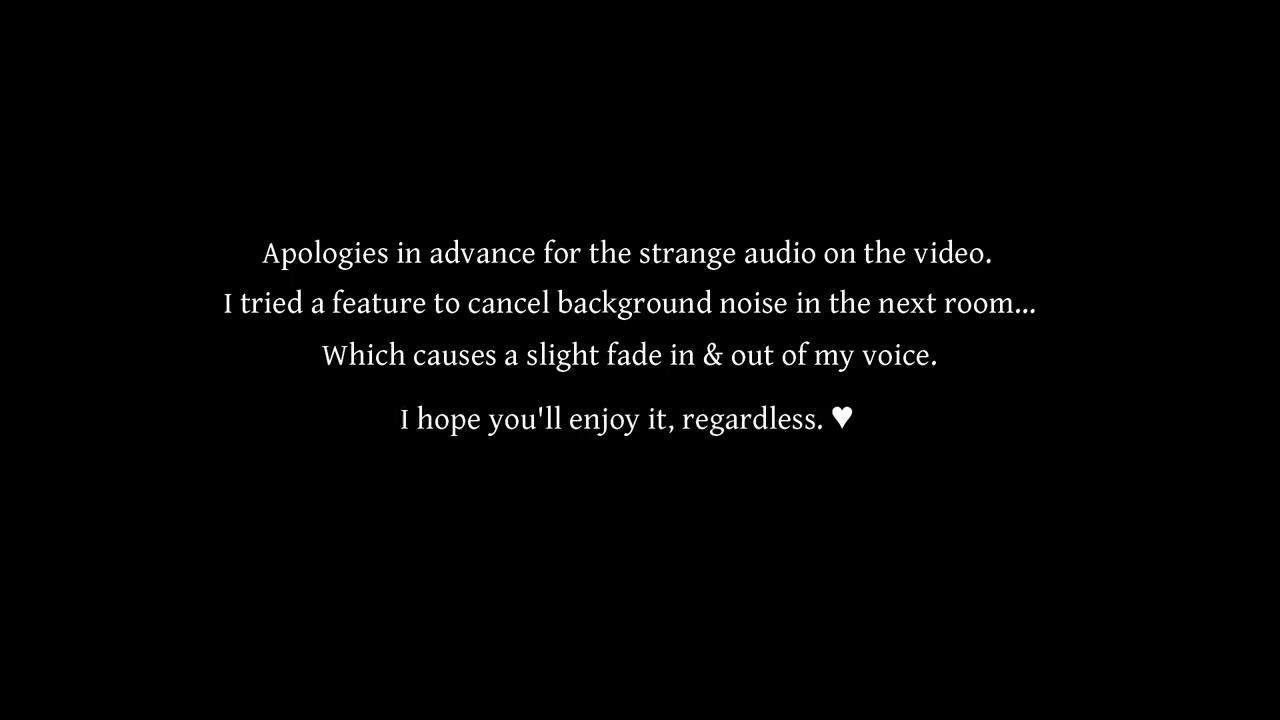 Apologies in advance for the strange audio on the video.
I tried a feature to cancel background noise in the next room...
Which causes a slight fade in & out of my voice.
I hope you'll enjoy it, regardless. ♥